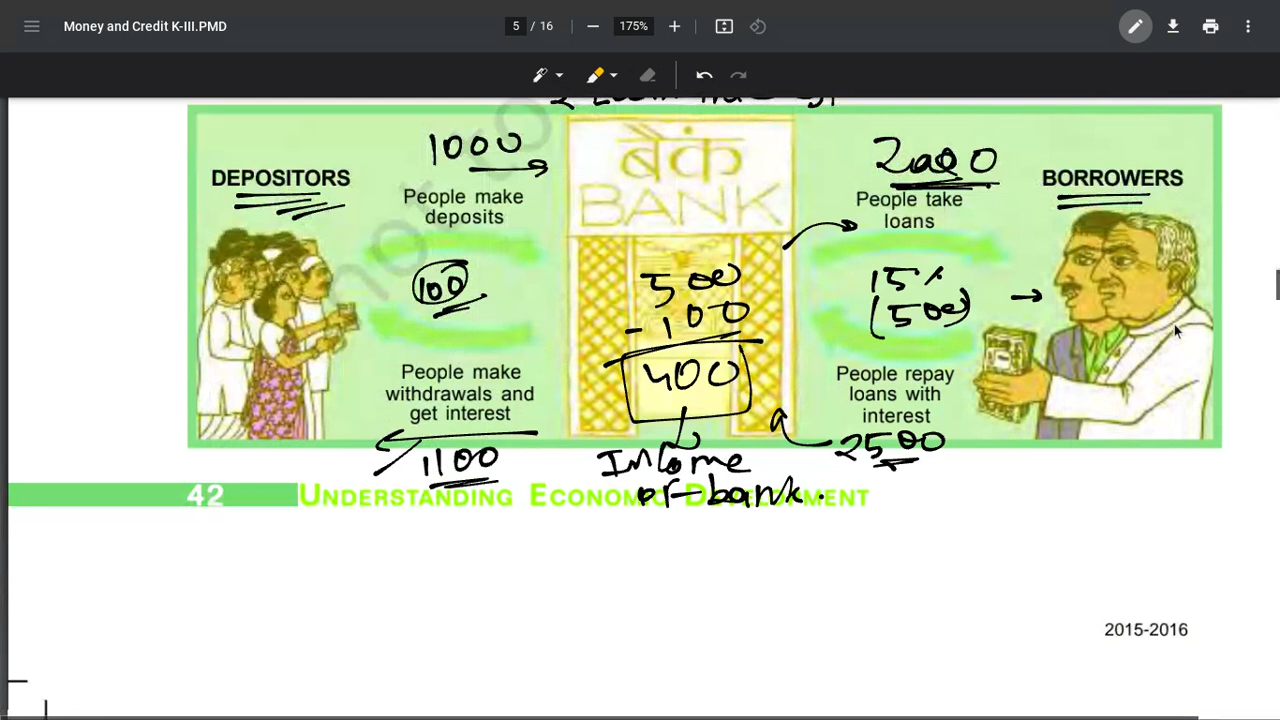 Money and Credit K-III.PMD
5 / 16
175%
1000
2000
DEPOSITORS
People make
deposits
बैंक
BANK
People take
loans
BORROWERS
100
500
-100
400
15%
(500)
People make
withdrawals and
get interest
People repay
loans with
interest
1100
2500
Income
of bank.
42
UNDERSTANDING ECONOMIC DEVELOPMENT
2015-2016